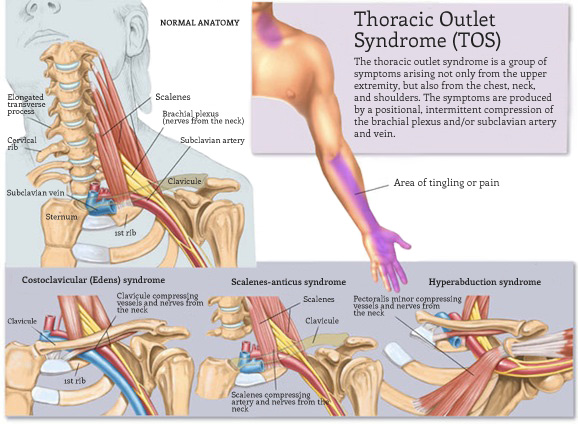 NORMAL ANATOMY
Elongated
transverse
process
Cervical
rib
Subclavian vein
Sternum
1st rib
Scalenes
Brachial plexus
(nerves from the neck)
Subclavian artery
Clavicule
Thoracic Outlet
Syndrome (TOS)
The thoracic outlet syndrome is a group of
symptoms arising not only from the upper
extremity, but also from the chest, neck,
and shoulders. The symptoms are produced
by a positional, intermittent compression of
the brachial plexus and/or subclavian artery
and vein.
Area of tingling or pain
Costoclavicular (Edens) syndrome
Clavicule compressing
vessels and nerves from
the neck
Clavicule
1st rib
Scalenes-anticus syndrome
Scalenes
Clavicule
Scalenes compressing
artery and nerves from the
neck
Hyperabduction syndrome
Pectoralis minor compressing
vessels and nerves from
the neck